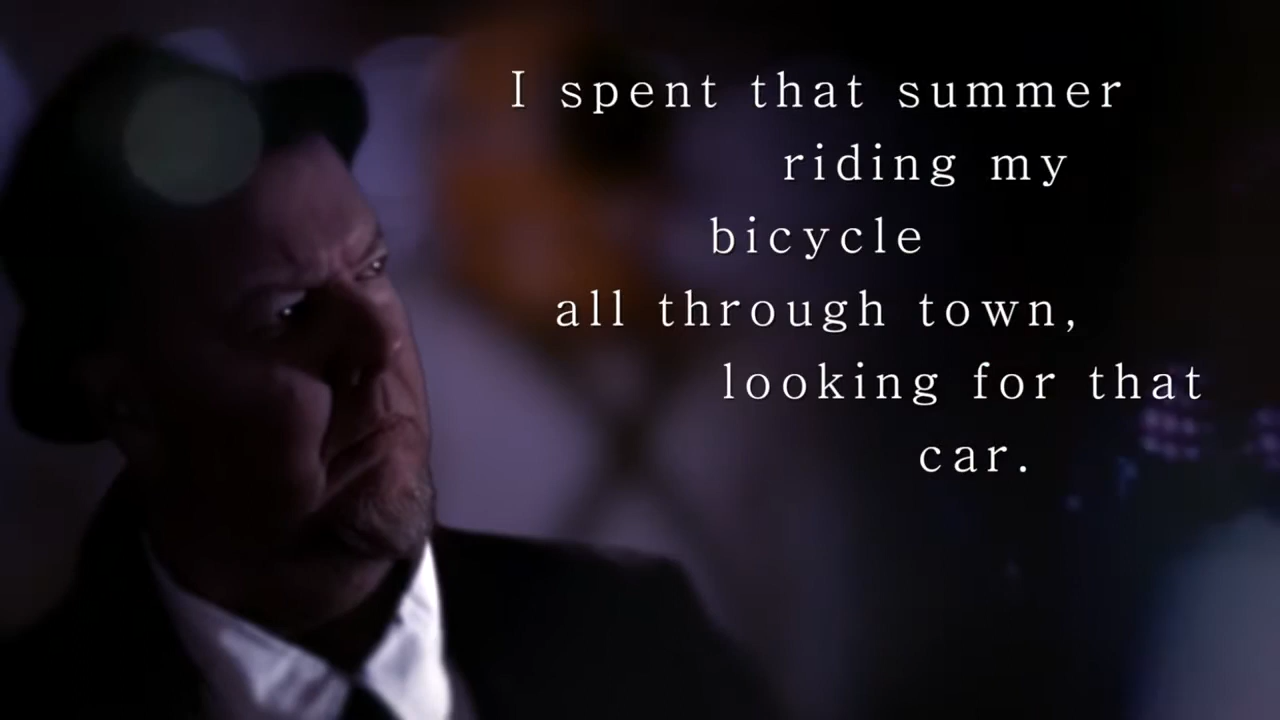 I spent that summer
riding my
bicycle
all through town,
looking for that
car.